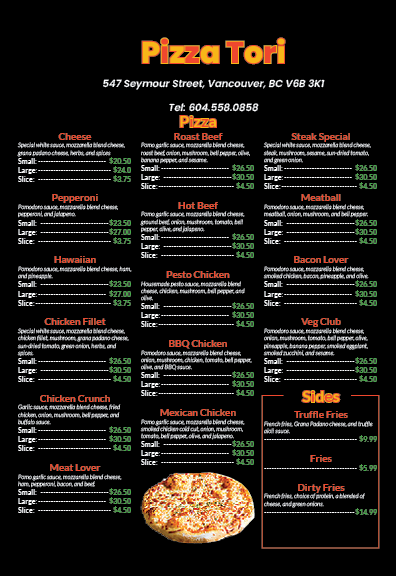 Pizza Tori
547 Seymour Street, Vancouver, BC V6B 3K1
Tel: 604.558.0858
Pizza
Cheese
Special white sauce, mozzarella blend cheese,
grana padano cheese, herbs, and spices
Small: $20.50
Large: $24.0
Slice: $3.75
Pepperoni
Pomodoro sauce, mozzarella blend cheese,
pepperoni, and jalapeno.
Small: $23.50
Large: $27.00
Slice: $3.75
Hawaiian
Pomodoro sauce, mozzarella blend cheese, ham,
and pineapple.
Small: $23.50
Large: $27.00
Slice: $3.75
Chicken Fillet
Special white sauce, mozzarella blend cheese,
chicken fillet, mushroom, grana padano cheese,
sun-dried tomato, green onion, herbs, and
spices.
Small: $26.50
Large: $30.50
Slice: $4.50
Chicken Crunch
Garlic sauce, mozzarella blend cheese, fried
chicken, onion, mushroom, bell pepper, and
buffalo sauce.
Small: $26.50
Large: $30.50
Slice: $4.50
Meat Lover
Pomo garlic sauce, mozzarella blend cheese,
ham, pepperoni, bacon, and beef.
Small: $26.50
Large: $30.50
Slice: $4.50
Roast Beef
Pomo garlic sauce, mozzarella blend cheese,
roast beef, onion, mushroom, bell pepper, olive,
banana pepper, and sesame.
Small: $26.50
Large: $30.50
Slice: $4.50
Hot Beef
Pomo garlic sauce, mozzarella blend cheese,
ground beef, onion, mushroom, tomato, bell
pepper, olive, and jalapeno.
Small: $26.50
Large: $30.50
Slice: $4.50
Pesto Chicken
Housemade pesto sauce, mozzarella blend
cheese, chicken, mushroom, bell pepper, and
olive.
Small: $26.50
Large: $30.50
Slice: $4.50
BBQ Chicken
Pomodoro sauce, mozzarella blend cheese,
onion, chicken, mushroom, tomato, bell pepper,
olive, and BBQ sauce.
Small: $26.50
Large: $30.50
Slice: $4.50
Mexican Chicken
Pomo garlic sauce, mozzarella blend cheese,
smoked chicken cold cut, onion, mushroom,
tomato, bell pepper, olive, and jalapeno.
Small: $26.50
Large: $30.50
Slice: $4.50
Steak Special
Special white sauce, mozzarella blend cheese,
steak, mushroom, sesame, sun-dried tomato,
and green onion.
Small: $26.50
Large: $30.50
Slice: $4.50
Meatball
Pomodoro sauce, mozzarella blend cheese,
meatball, onion, mushroom, and bell pepper.
Small: $26.50
Large: $30.50
Slice: $4.50
Bacon Lover
Pomodoro sauce, mozzarella blend cheese,
smoked chicken, bacon, pineapple, and olive.
Small: $26.50
Large: $30.50
Slice: $4.50
Veg Club
Pomodoro sauce, mozzarella blend cheese,
onion, mushroom, tomato, bell pepper, olive,
pineapple, banana pepper, smoked eggplant,
smoked zucchini, and sesame.
Small: $26.50
Large: $30.50
Slice: $4.50
Sides
Truffle Fries
French fries, Grana Padano cheese, and truffle
aioli sauce.
$9.99
Fries
$5.99
Dirty Fries
French fries, choice of protein, a blended of
cheese, and green onions.
$14.99